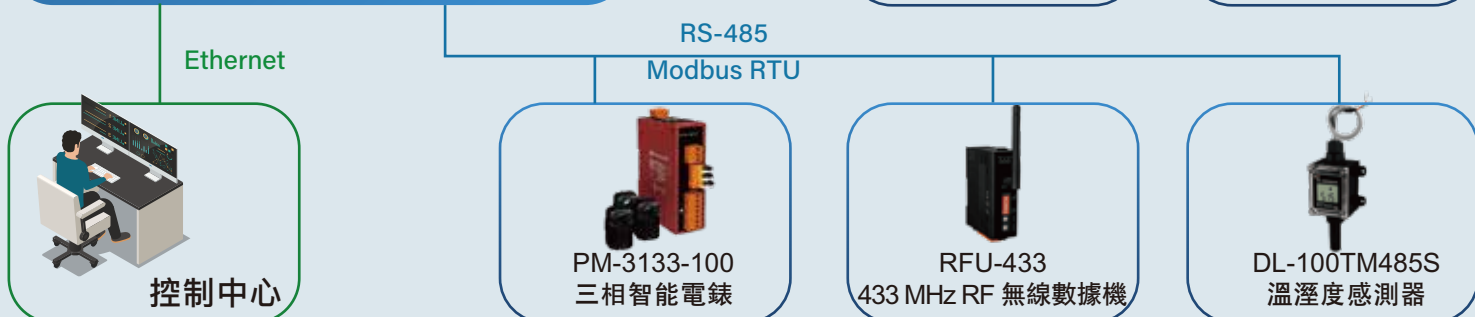 RS-485
Ethernet
Modbus RTU
控制中心
PM-3133-100
三相智能電錶
RFU-433
433 MHz RF 無線數據機
DL-100TM485S
溫溼度感測器